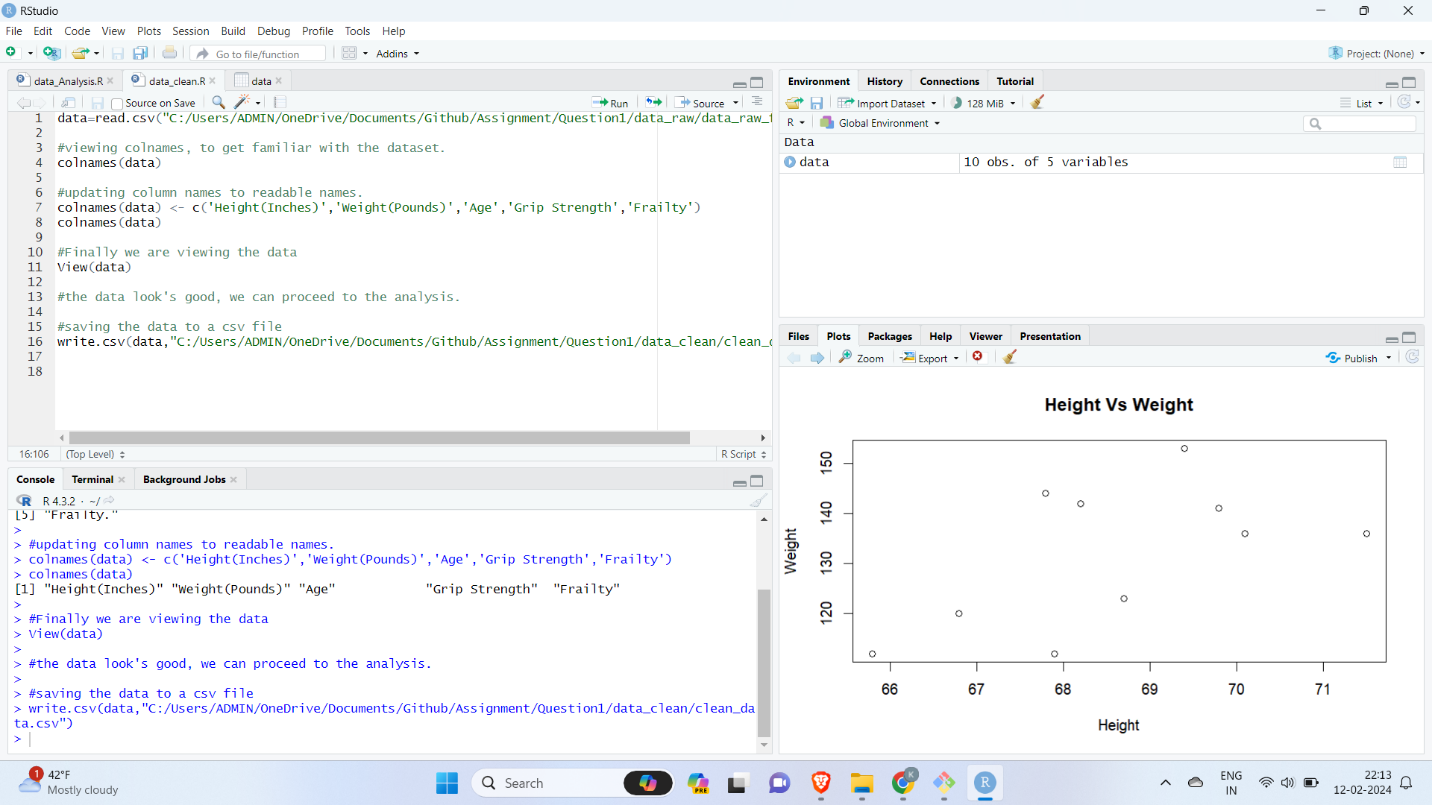 RStudio
File Edit Code View Plots Session Build Debug Profile Tools Help
Go to file/function Addins Project: (None)
data_Analysis.R data_clean.R data
Source on Save Run Source
1 data=read.csv("C:/Users/ADMIN/OneDrive/Documents/Github/Assignment/Question1/data_raw/data_raw_f
2
3 #viewing colnames, to get familiar with the dataset.
4 colnames(data)
5
6 #updating column names to readable names.
7 colnames(data) <- c('Height(Inches)','Weight(Pounds)','Age','Grip Strength','Frailty')
8 colnames(data)
9
10 #Finally we are viewing the data
11 View(data)
12
13 #the data look's good, we can proceed to the analysis.
14
15 #saving the data to a csv file
16 write.csv(data,"C:/Users/ADMIN/OneDrive/Documents/Github/Assignment/Question1/data_clean/clean_d
17
18
16:106 (Top Level) R Script
Console Terminal Background Jobs
R 4.3.2 · ~/
[5] "Frailty."
>
> #updating column names to readable names.
> colnames(data) <- c('Height(Inches)','Weight(Pounds)','Age','Grip Strength','Frailty')
> colnames(data)
[1] "Height(Inches)" "Weight(Pounds)" "Age" "Grip Strength" "Frailty"
>
> #Finally we are viewing the data
> View(data)
>
> #the data look's good, we can proceed to the analysis.
>
> #saving the data to a csv file
> write.csv(data,"C:/Users/ADMIN/OneDrive/Documents/Github/Assignment/Question1/data_clean/clean_da
ta.csv")
>
Environment History Connections Tutorial
Import Dataset 128 MiB List
R Global Environment
Data
data 10 obs. of 5 variables
Files Plots Packages Help Viewer Presentation
Zoom Export Publish
Height Vs Weight
150
140
130
120
Weight
66 67 68 69 70 71
Height
1 42°F
Mostly cloudy
Search
PRE
K
ENG
IN
22:13
12-02-2024